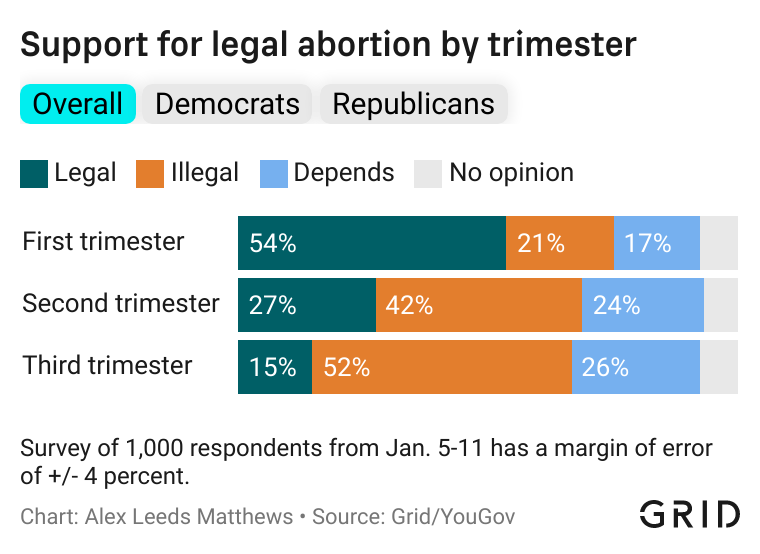 Support for legal abortion by trimester
Overall Democrats Republicans
Legal Illegal Depends No opinion
First trimester 54% 21% 17%
Second trimester 27% 42% 24%
Third trimester 15% 52% 26%
Survey of 1,000 respondents from Jan. 5-11 has a margin of error
of +/- 4 percent.
Chart: Alex Leeds Matthews • Source: Grid/YouGov
GRID